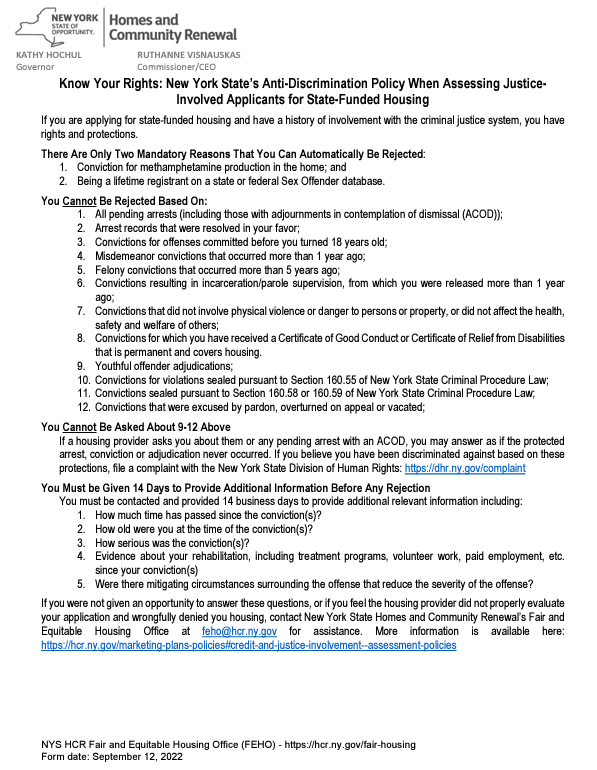 NEW YORK
STATE OF
OPPORTUNITY.
Homes and
Community Renewal
KATHY HOCHUL
Governor
RUTHANNE VISNAUSKAS
Commissioner/CEO
Know Your Rights: New York State's Anti-Discrimination Policy When Assessing Justice-
Involved Applicants for State-Funded Housing
If you are applying for state-funded housing and have a history of involvement with the criminal justice system, you have
rights and protections.
There Are Only Two Mandatory Reasons That You Can Automatically Be Rejected:
1. Conviction for methamphetamine production in the home; and
2. Being a lifetime registrant on a state or federal Sex Offender database.
You Cannot Be Rejected Based On:
1. All pending arrests (including those with adjournments in contemplation of dismissal (ACOD));
2. Arrest records that were resolved in your favor;
3. Convictions for offenses committed before you turned 18 years old;
4. Misdemeanor convictions that occurred more than 1 year ago;
5. Felony convictions that occurred more than 5 years ago;
6. Convictions resulting in incarceration/parole supervision, from which you were released more than 1 year
ago;
7. Convictions that did not involve physical violence or danger to persons or property, or did not affect the health,
safety and welfare of others;
8. Convictions for which you have received a Certificate of Good Conduct or Certificate of Relief from Disabilities
that is permanent and covers housing.
9. Youthful offender adjudications;
10. Convictions for violations sealed pursuant to Section 160.55 of New York State Criminal Procedure Law;
11. Convictions sealed pursuant to Section 160.58 or 160.59 of New York State Criminal Procedure Law;
12. Convictions that were excused by pardon, overturned on appeal or vacated;
You Cannot Be Asked About 9-12 Above
If a housing provider asks you about them or any pending arrest with an ACOD, you may answer as if the protected
arrest, conviction or adjudication never occurred. If you believe you have been discriminated against based on these
protections, file a complaint with the New York State Division of Human Rights: https://dhr.ny.gov/complaint
You Must be Given 14 Days to Provide Additional Information Before Any Rejection
You must be contacted and provided 14 business days to provide additional relevant information including:
1. How much time has passed since the conviction(s)?
2. How old were you at the time of the conviction(s)?
3. How serious was the conviction(s)?
4. Evidence about your rehabilitation, including treatment programs, volunteer work, paid employment, etc.
since your conviction(s)
5. Were there mitigating circumstances surrounding the offense that reduce the severity of the offense?
If you were not given an opportunity to answer these questions, or if you feel the housing provider did not properly evaluate
your application and wrongfully denied you housing, contact New York State Homes and Community Renewal's Fair and
Equitable Housing Office at feho@hcr.ny.gov for assistance. More information is available here:
https://hcr.ny.gov/marketing-plans-policies#credit-and-justice-involvement--assessment-policies
NYS HCR Fair and Equitable Housing Office (FEHO) - https://hcr.ny.gov/fair-housing
Form date: September 12, 2022